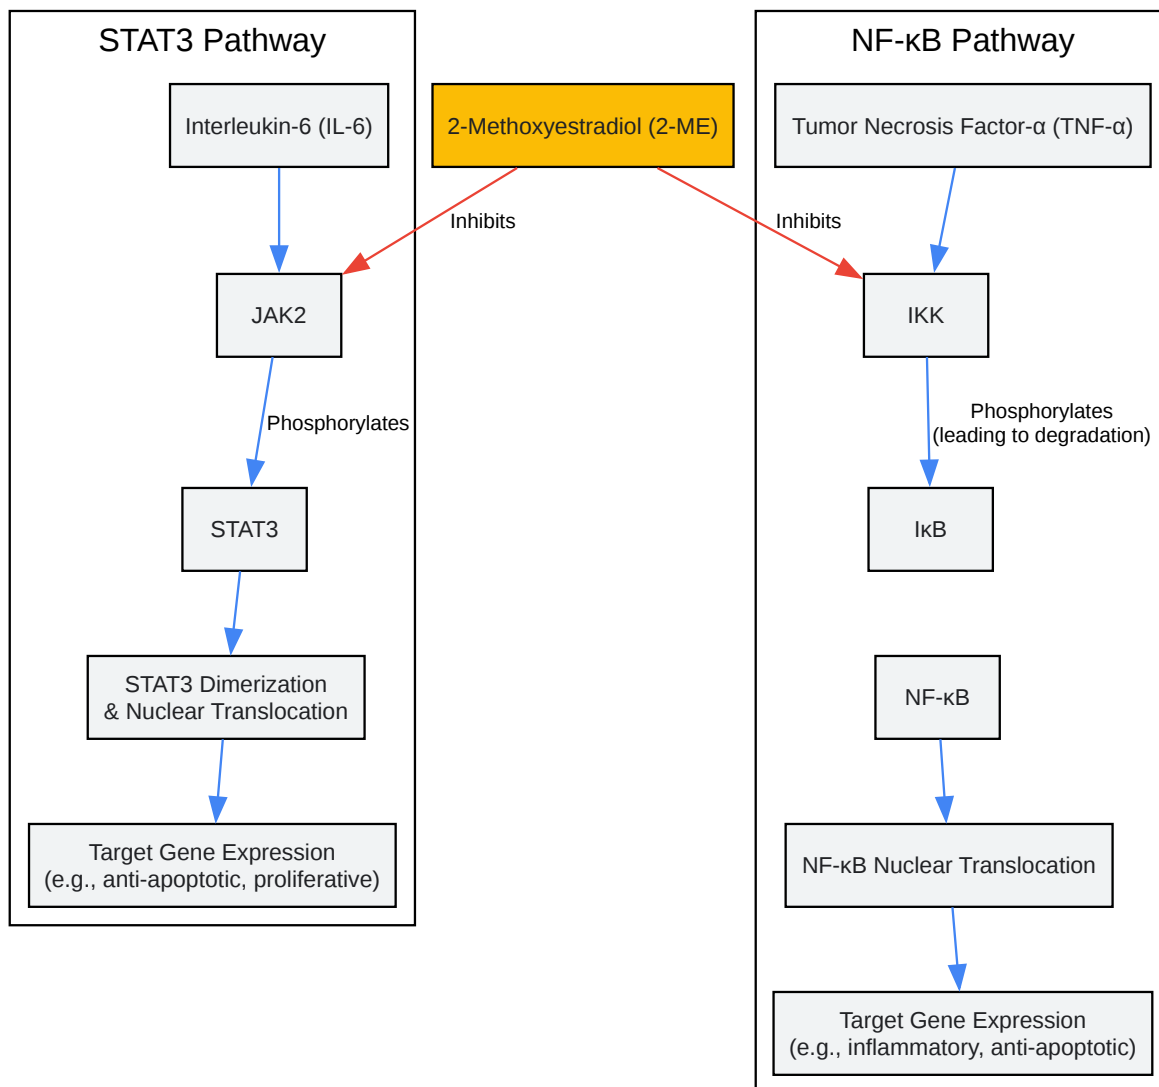 STAT3 Pathway
NF-κB Pathway
Interleukin-6 (IL-6)
2-Methoxyestradiol (2-ME)
Tumor Necrosis Factor-α (TNF-α)
Inhibits
Inhibits
JAK2
IKK
Phosphorylates
Phosphorylates
(leading to degradation)
STAT3
IκB
STAT3 Dimerization
& Nuclear Translocation
NF-κB
Target Gene Expression
(e.g., anti-apoptotic, proliferative)
NF-κB Nuclear Translocation
Target Gene Expression
(e.g., inflammatory, anti-apoptotic)